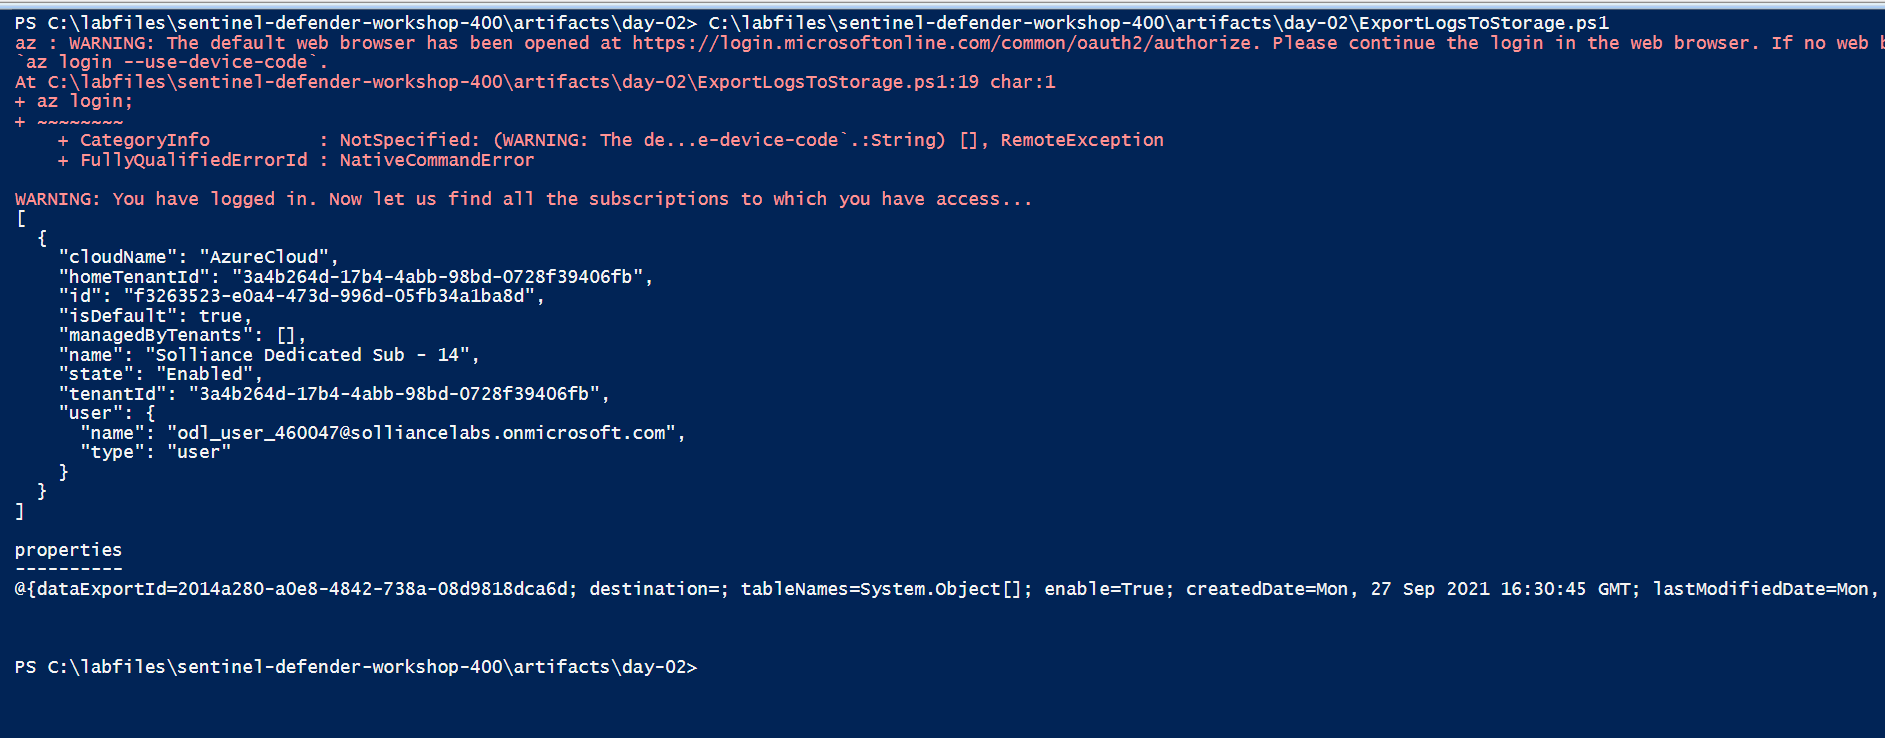 PS C:\labfiles\sentinel-defender-workshop-400\artifacts\day-02> C:\labfiles\sentinel-defender-workshop-400\artifacts\day-02\ExportLogsToStorage.ps1
az : WARNING: The default web browser has been opened at https://login.microsoftonline.com/common/oauth2/authorize. Please continue the login in the web browser. If no web b
`az login --use-device-code`.
At C:\labfiles\sentinel-defender-workshop-400\artifacts\day-02\ExportLogsToStorage.ps1:19 char:1
+ az login;
+ ~~~~~~~~
    + CategoryInfo          : NotSpecified: (WARNING: The de...e-device-code`.:String) [], RemoteException
    + FullyQualifiedErrorId : NativeCommandError
WARNING: You have logged in. Now let us find all the subscriptions to which you have access...
[
  {
    "cloudName": "AzureCloud",
    "homeTenantId": "3a4b264d-17b4-4abb-98bd-0728f39406fb",
    "id": "f3263523-e0a4-473d-996d-05fb34a1ba8d",
    "isDefault": true,
    "managedByTenants": [],
    "name": "Solliance Dedicated Sub - 14",
    "state": "Enabled",
    "tenantId": "3a4b264d-17b4-4abb-98bd-0728f39406fb",
    "user": {
      "name": "odl_user_460047@solliancelabs.onmicrosoft.com",
      "type": "user"
    }
  }
]
properties
----------
@{dataExportId=2014a280-a0e8-4842-738a-08d9818dca6d; destination=; tableNames=System.Object[]; enable=True; createdDate=Mon, 27 Sep 2021 16:30:45 GMT; lastModifiedDate=Mon,
PS C:\labfiles\sentinel-defender-workshop-400\artifacts\day-02>